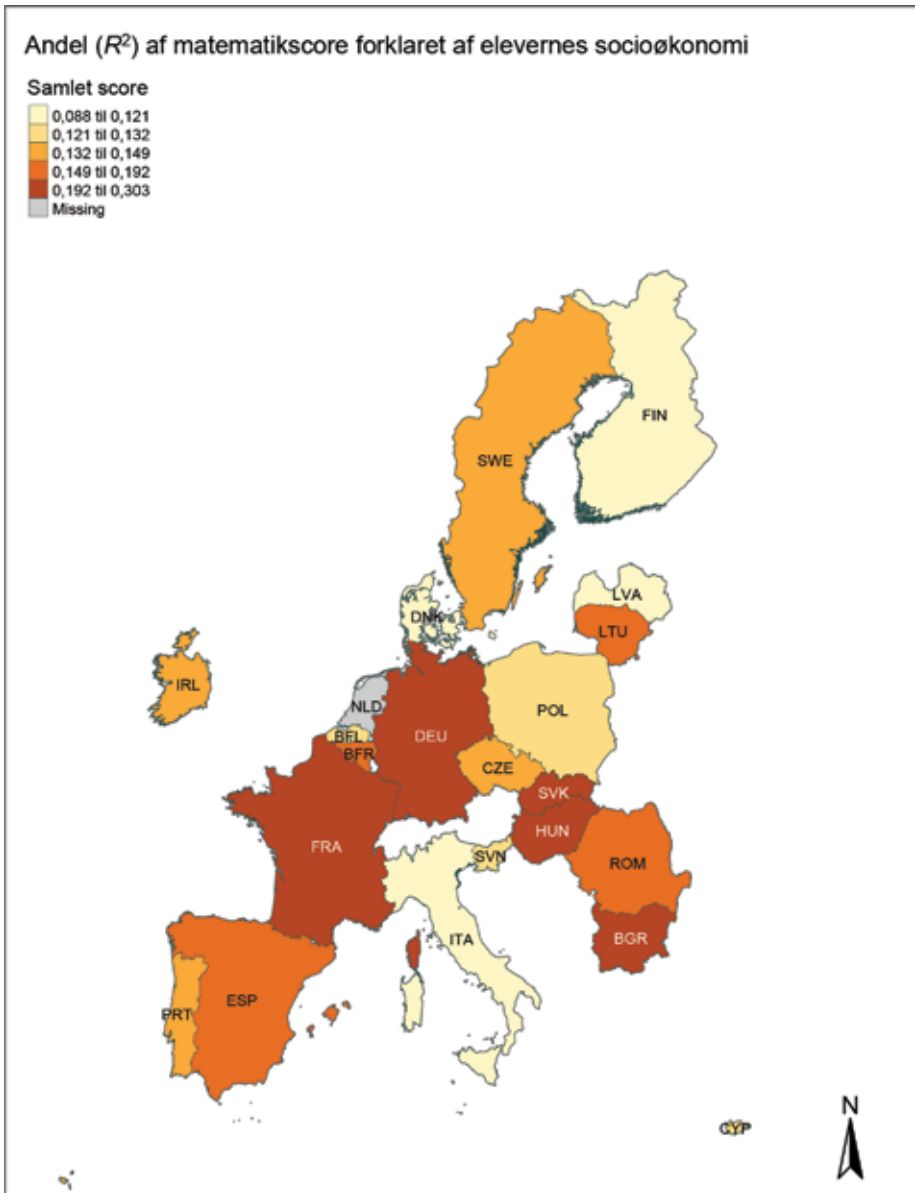 Andel (R²) af matematikscore forklaret af elevernes socioøkonomi
Samlet score
0,088 til 0,121
0,121 til 0,132
0,132 til 0,149
0,149 til 0,192
0,192 til 0,303
Missing
FIN
SWE
LVA
DNK
LTU
IRL
NLD
POL
BFL
DEU
BFR
CZE
SVK
HUN
FRA
SVN
ROM
BGR
ITA
ESP
PRT
N
CYP